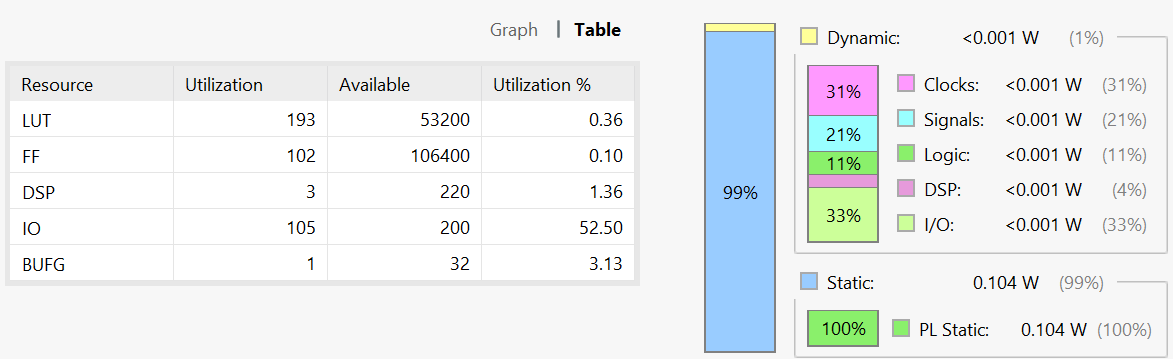 Graph | Table
Resource Utilization Available Utilization %
LUT 193 53200 0.36
FF 102 106400 0.10
DSP 3 220 1.36
IO 105 200 52.50
BUFG 1 32 3.13
99%
Dynamic: <0.001 W (1%)
31%
21%
11%
33%
Clocks: <0.001 W (31%)
Signals: <0.001 W (21%)
Logic: <0.001 W (11%)
DSP: <0.001 W (4%)
I/O: <0.001 W (33%)
Static: 0.104 W (99%)
100%
PL Static: 0.104 W (100%)